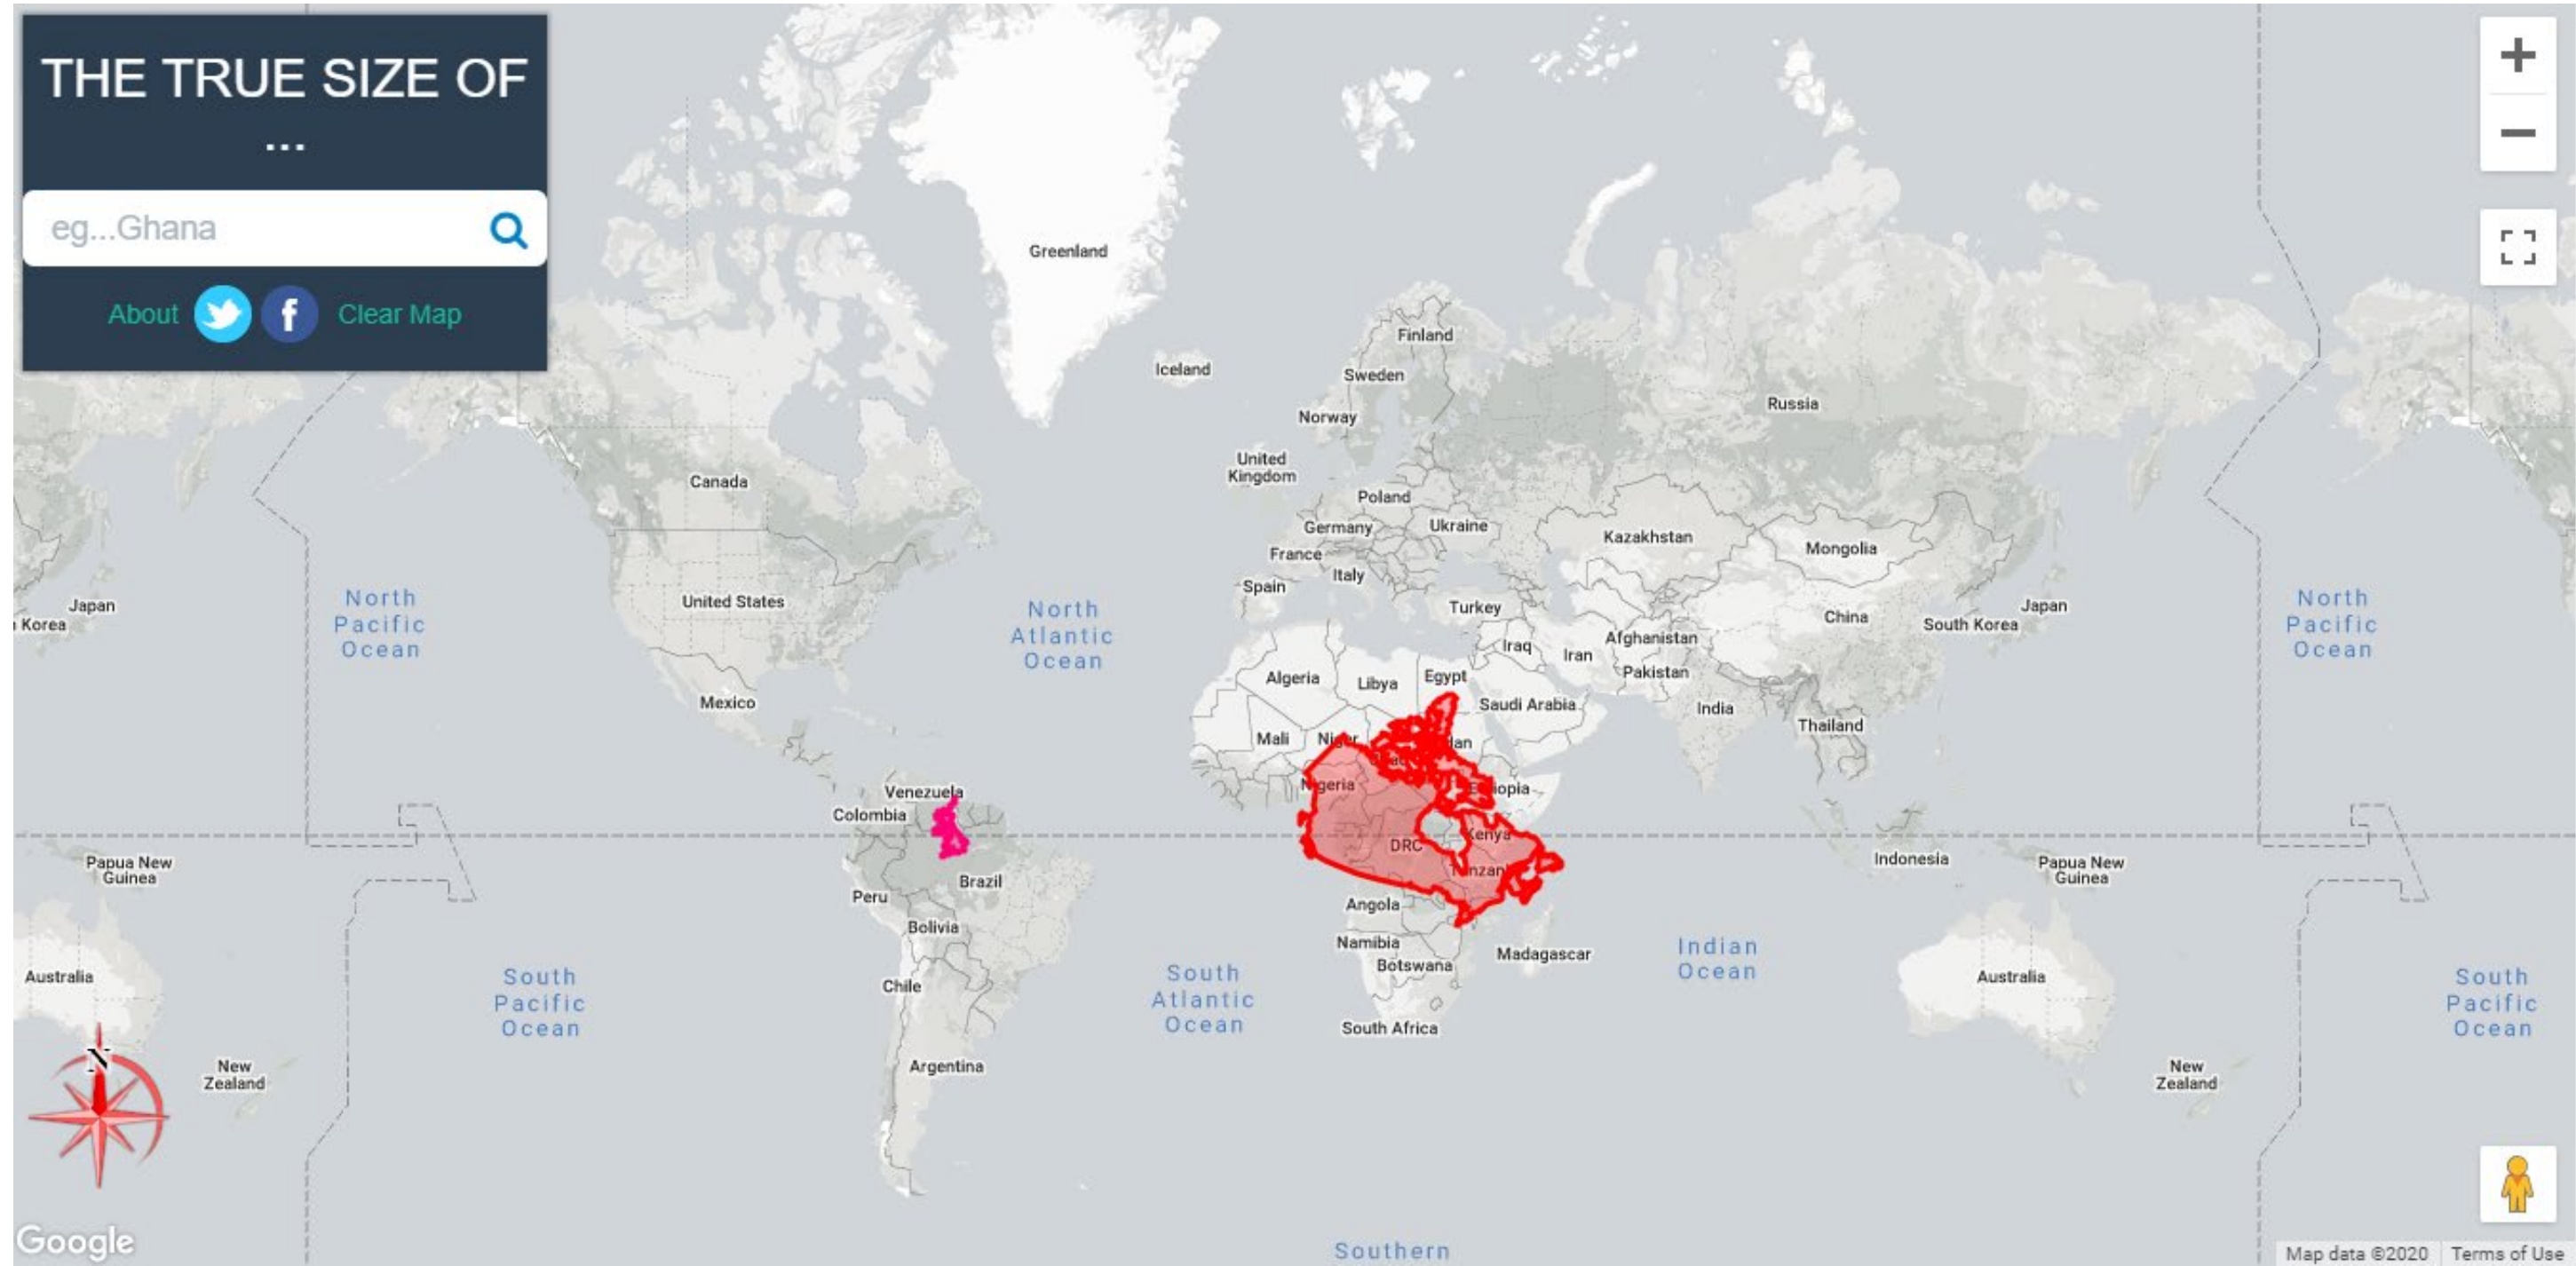 THE TRUE SIZE OF
...
eg...Ghana
About
f
Clear Map
Greenland
Iceland
Finland
Sweden
Norway
Russia
United
Kingdom
Canada
Poland
Germany
Ukraine
Kazakhstan
Mongolia
France
Italy
Spain
Japan
Korea
North
Pacific
Ocean
United States
North
Atlantic
Ocean
Turkey
China
South Korea
Japan
North
Pacific
Ocean
Afghanistan
Iraq
Iran
Pakistan
Algeria
Libya
Egypt
Saudi Arabia
India
Thailand
Mexico
Mali
Niger
dan
Nigeria
Ethiopia
Venezuela
Colombia
Kenya
DRC
Tanzan
Papua New
Guinea
Brazil
Peru
Indonesia
Papua New
Guinea
Angola
Bolivia
Namibia
Botswana
Madagascar
Indian
Ocean
Australia
South
Pacific
Ocean
Chile
South
Atlantic
Ocean
Australia
South
Pacific
Ocean
South Africa
N
New
Zealand
Argentina
New
Zealand
Google
Southern
Map data ©2020
Terms of Use